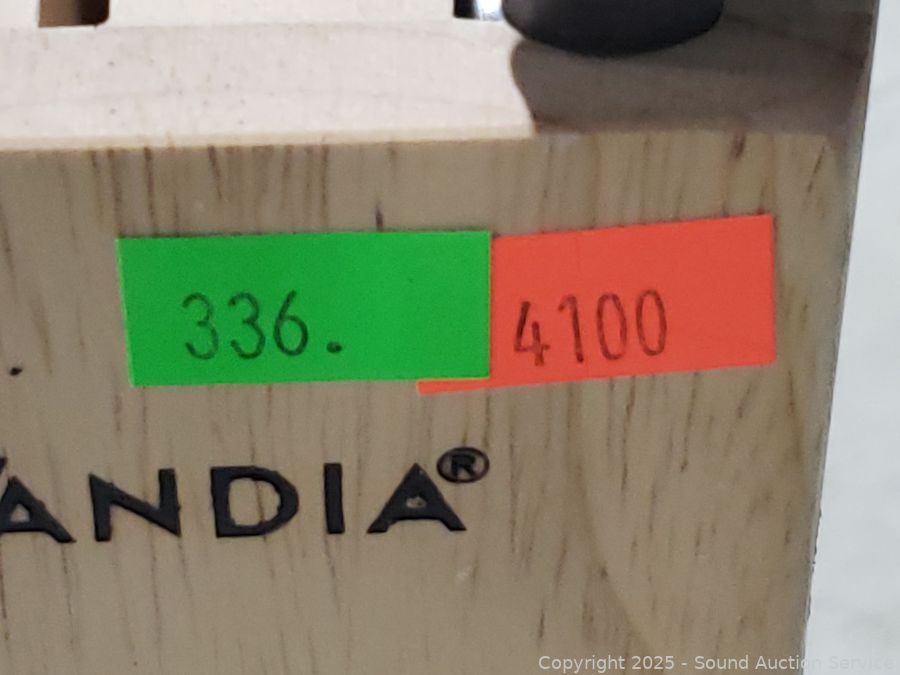 336.
4100
ANDIA®
Copyright 2025 - Sound Auction Service